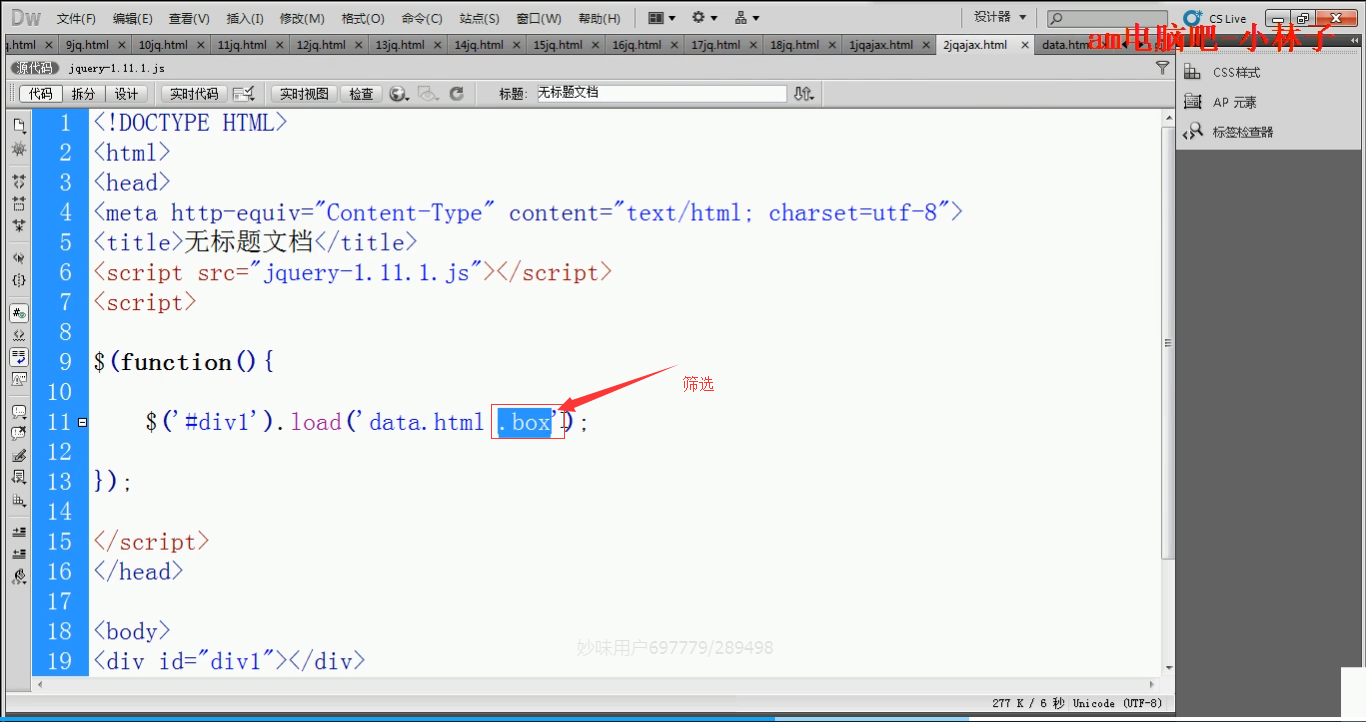 Dw 文件(F) 编辑(E) 查看(V) 插入(I) 修改(M) 格式(O) 命令(C) 站点(S) 窗口(W) 帮助(H) 设计器 CS Live
am电脑吧-小林子
q.html 9jq.html 10jq.html 11jq.html 12jq.html 13jq.html 14jq.html 15jq.html 16jq.html 17jq.html 18jq.html 1jqajax.html 2jqajax.html
源代码 jquery-1.11.1.js
代码 拆分 设计 实时代码 实时视图 检查 标题: 无标题文档
CSS样式
AP 元素
标签检查器
1 <!DOCTYPE HTML>
2 <html>
3 <head>
4 <meta http-equiv="Content-Type" content="text/html; charset=utf-8">
5 <title>无标题文档</title>
6 <script src="jquery-1.11.1.js"></script>
7 <script>
8
9 $(function(){
10
筛选
11 $('#div1').load('data.html .box');
12
13 });
14
15 </script>
16 </head>
17
18 <body>
妙味用户697779/289498
19 <div id="div1"></div>
277 K / 6 秒 Unicode (UTF-8)